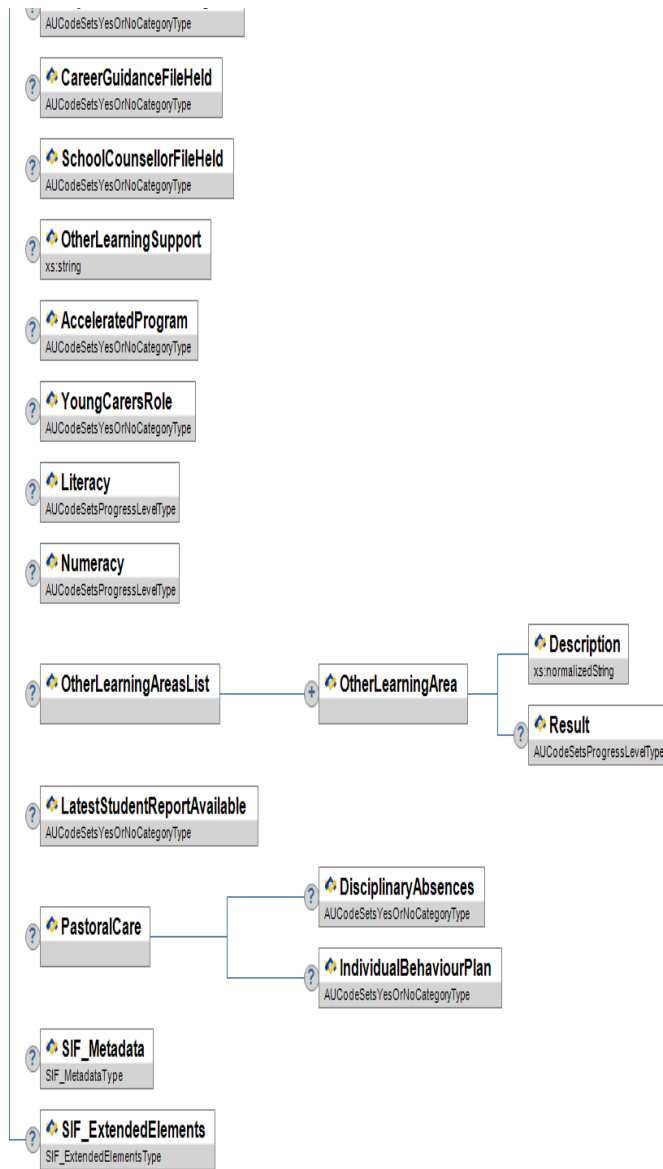 AUCodeSetsYesOrNoCategoryType
?
CareerGuidanceFileHeld
AUCodeSetsYesOrNoCategoryType
?
SchoolCounsellorFileHeld
AUCodeSetsYesOrNoCategoryType
?
OtherLearningSupport
xs:string
?
AcceleratedProgram
AUCodeSetsYesOrNoCategoryType
?
YoungCarersRole
AUCodeSetsYesOrNoCategoryType
?
Literacy
AUCodeSetsProgressLevelType
?
Numeracy
AUCodeSetsProgressLevelType
?
OtherLearningAreasList
+
OtherLearningArea
Description
xs:normalizedString
?
Result
AUCodeSetsProgressLevelType
?
LatestStudentReportAvailable
AUCodeSetsYesOrNoCategoryType
?
PastoralCare
?
DisciplinaryAbsences
AUCodeSetsYesOrNoCategoryType
?
IndividualBehaviourPlan
AUCodeSetsYesOrNoCategoryType
?
SIF_Metadata
SIF_MetadataType
?
SIF_ExtendedElements
SIF_ExtendedElementsType